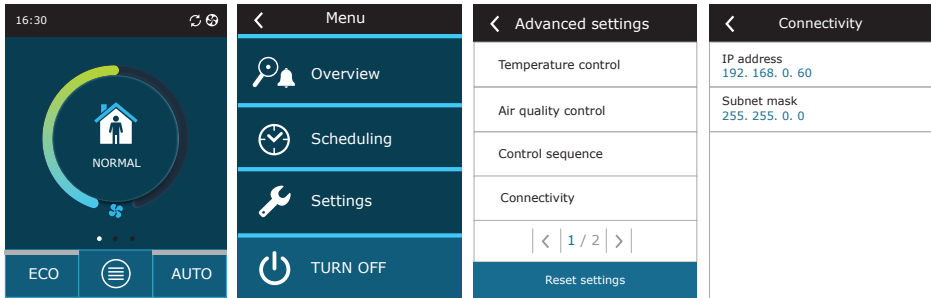 16:30
NORMAL
ECO
AUTO
Menu
Overview
Scheduling
Settings
TURN OFF
Advanced settings
Temperature control
Air quality control
Control sequence
Connectivity
1 / 2
Reset settings
Connectivity
IP address
192. 168. 0. 60
Subnet mask
255. 255. 0. 0